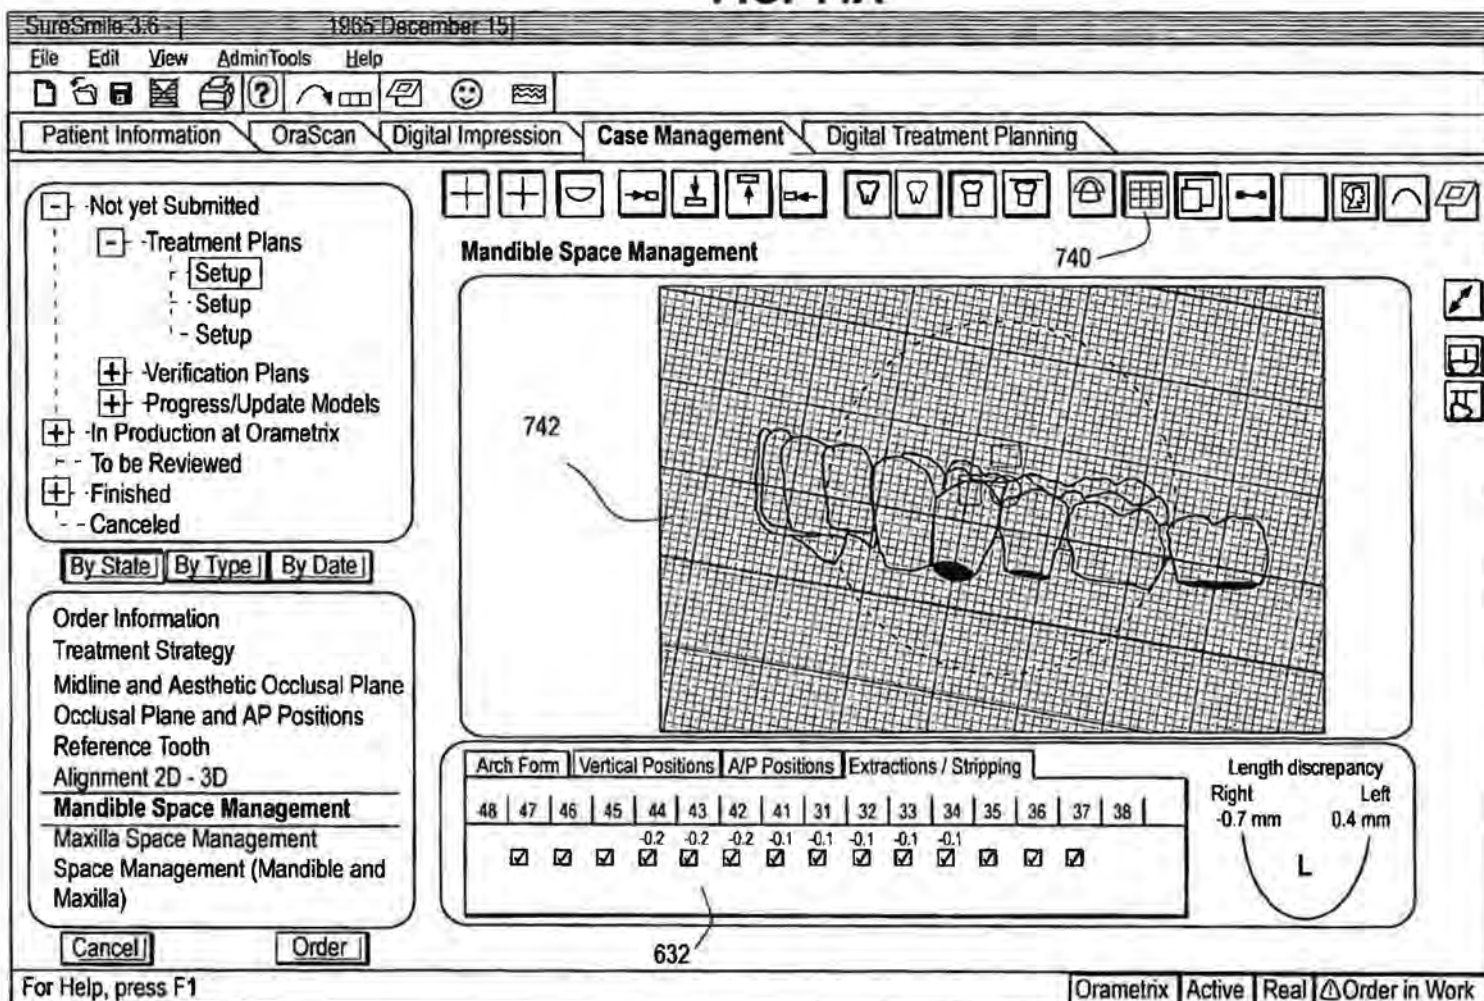 SureSmile 3.6 - [ 1965 December 15]
File Edit View AdminTools Help
Patient Information OraScan Digital Impression Case Management Digital Treatment Planning
Not yet Submitted
Treatment Plans
Setup
Setup
Setup
Verification Plans
Progress/Update Models
In Production at Orametrix
To be Reviewed
Finished
Canceled
By State By Type By Date
Order Information
Treatment Strategy
Midline and Aesthetic Occlusal Plane
Occlusal Plane and AP Positions
Reference Tooth
Alignment 2D - 3D
Mandible Space Management
Maxilla Space Management
Space Management (Mandible and
Maxilla)
Cancel Order
Mandible Space Management
740
742
Arch Form Vertical Positions A/P Positions Extractions / Stripping
48 47 46 45 44 43 42 41 31 32 33 34 35 36 37 38
-0.2 -0.2 -0.2 -0.1 -0.1 -0.1 -0.1 -0.1
Length discrepancy
Right Left
-0.7 mm 0.4 mm
L
632
For Help, press F1
Orametrix Active Real Order in Work